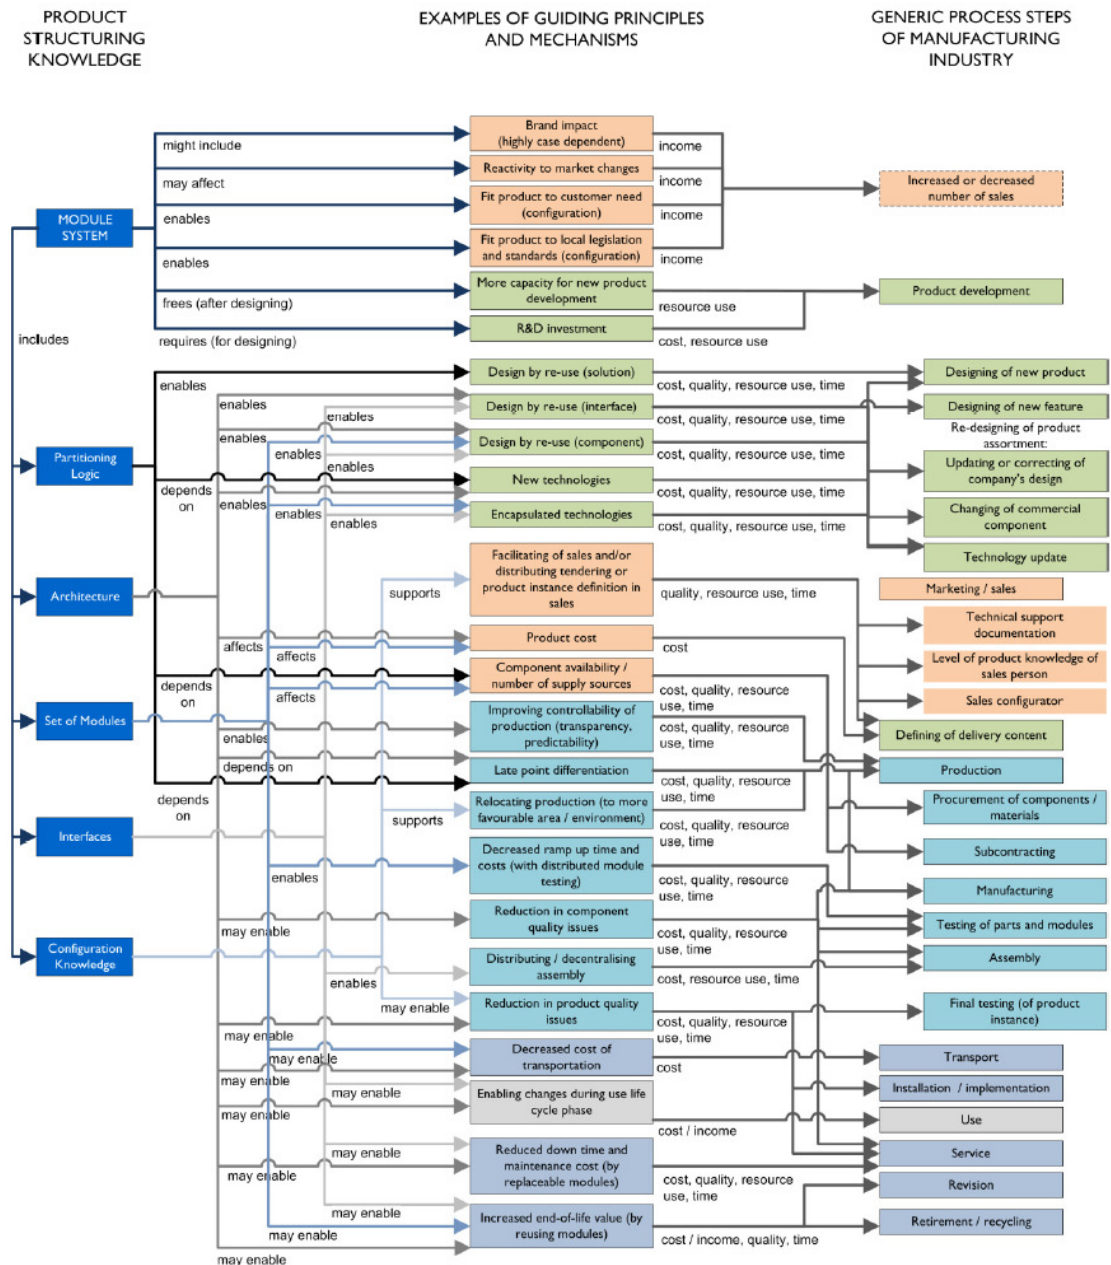 PRODUCT
STRUCTURING
KNOWLEDGE
EXAMPLES OF GUIDING PRINCIPLES
AND MECHANISMS
GENERIC PROCESS STEPS
OF MANUFACTURING
INDUSTRY
MODULE
SYSTEM
includes
Partitioning
Logic
Architecture
Set of Modules
Interfaces
Configuration
Knowledge
might include
may affect
enables
enables
frees (after designing)
requires (for designing)
enables
enables
enables
enables
enables
enables
depends
on
enables
enables
enables
supports
affects
affects
depends
on
affects
enables
depends on
depends
on
supports
enables
may enable
enables
may enable
may enable
may enable
may enable
may enable
may enable
may enable
may enable
may enable
may enable
may enable
Brand impact
(highly case dependent)
income
Reactivity to market changes
income
Fit product to customer need
(configuration)
income
Fit product to local legislation
and standards (configuration)
income
More capacity for new product
development
resource use
R&D investment
cost, resource use
Design by re-use (solution)
cost, quality, resource use, time
Design by re-use (interface)
cost, quality, resource use, time
Design by re-use (component)
cost, quality, resource use, time
New technologies
cost, quality, resource use, time
Encapsulated technologies
cost, quality, resource use, time
Facilitating of sales and/or
distributing tendering or
product instance definition in
sales
quality, resource use, time
Product cost
cost
Component availability /
number of supply sources
cost, quality, resource
use, time
Improving controllability of
production (transparency,
predictability)
cost, quality, resource
use, time
Late point differentiation
cost, quality, resource
use, time
Relocating production (to more
favourable area / environment)
cost, quality, resource
use, time
Decreased ramp up time and
costs (with distributed module
testing)
cost, quality, resource
use, time
Reduction in component
quality issues
cost, quality, resource
use, time
Distributing / decentralising
assembly
cost, resource use, time
Reduction in product quality
issues
cost, quality, resource
use, time
Decreased cost of
transportation
cost
Enabling changes during use life
cycle phase
cost / income
Reduced down time and
maintenance cost (by
replaceable modules)
cost, quality, resource
use, time
Increased end-of-life value (by
reusing modules)
cost / income, quality, time
Increased or decreased
number of sales
Product development
Designing of new product
Designing of new feature
Re-designing of product
assortment:
Updating or correcting of
company's design
Changing of commercial
component
Technology update
Marketing / sales
Technical support
documentation
Level of product knowledge of
sales person
Sales configurator
Defining of delivery content
Production
Procurement of components /
materials
Subcontracting
Manufacturing
Testing of parts and modules
Assembly
Final testing (of product
instance)
Transport
Installation / implementation
Use
Service
Revision
Retirement / recycling